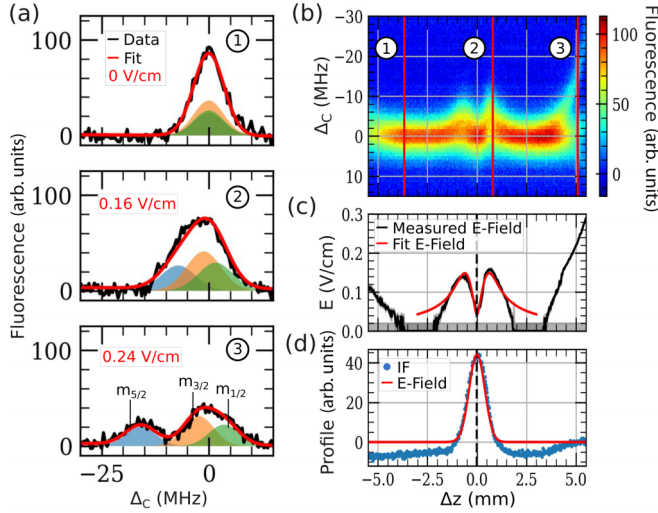 (a)
100
Data
Fit
0 V/cm
1
0
100
0.16 V/cm
2
0
100
0.24 V/cm
3
m5/2
m3/2
m1/2
0
−25
0
ΔC (MHz)
Fluorescence (arb. units)
(b)
−30
−20
−10
0
10
ΔC (MHz)
1
2
3
100
50
0
Fluorescence (arb. units)
(c)
0.3
0.2
0.1
0.0
E (V/cm)
Measured E-Field
Fit E-Field
(d)
40
20
0
Profile (arb. units)
IF
E-Field
−5.0
−2.5
0.0
2.5
5.0
Δz (mm)